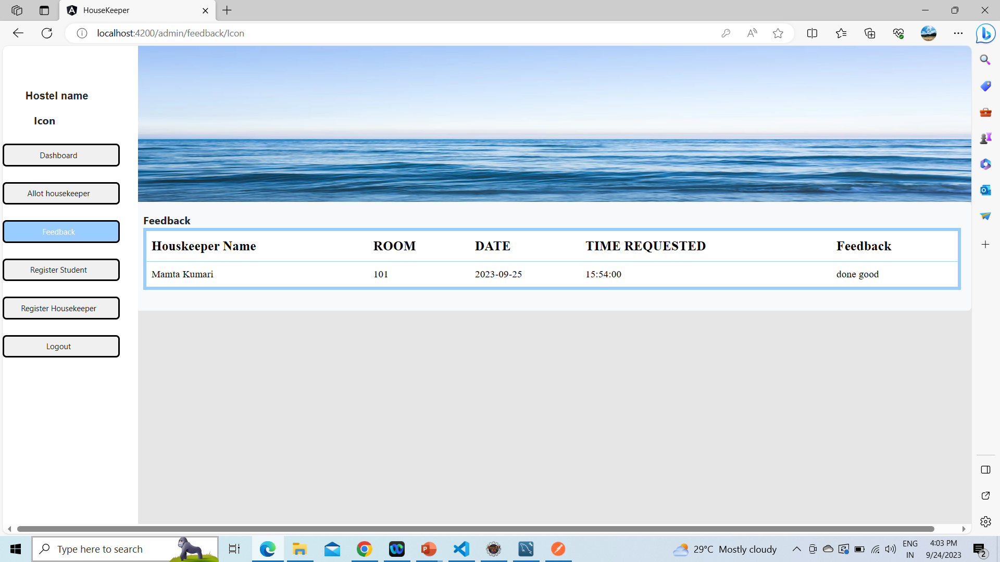 HouseKeeper
localhost:4200/admin/feedback/Icon
Hostel name
Icon
Dashboard
Allot housekeeper
Feedback
Register Student
Register Housekeeper
Logout
Feedback
Houskeeper Name ROOM DATE TIME REQUESTED Feedback
Mamta Kumari 101 2023-09-25 15:54:00 done good
Type here to search
29°C Mostly cloudy
ENG
IN
4:03 PM
9/24/2023
2